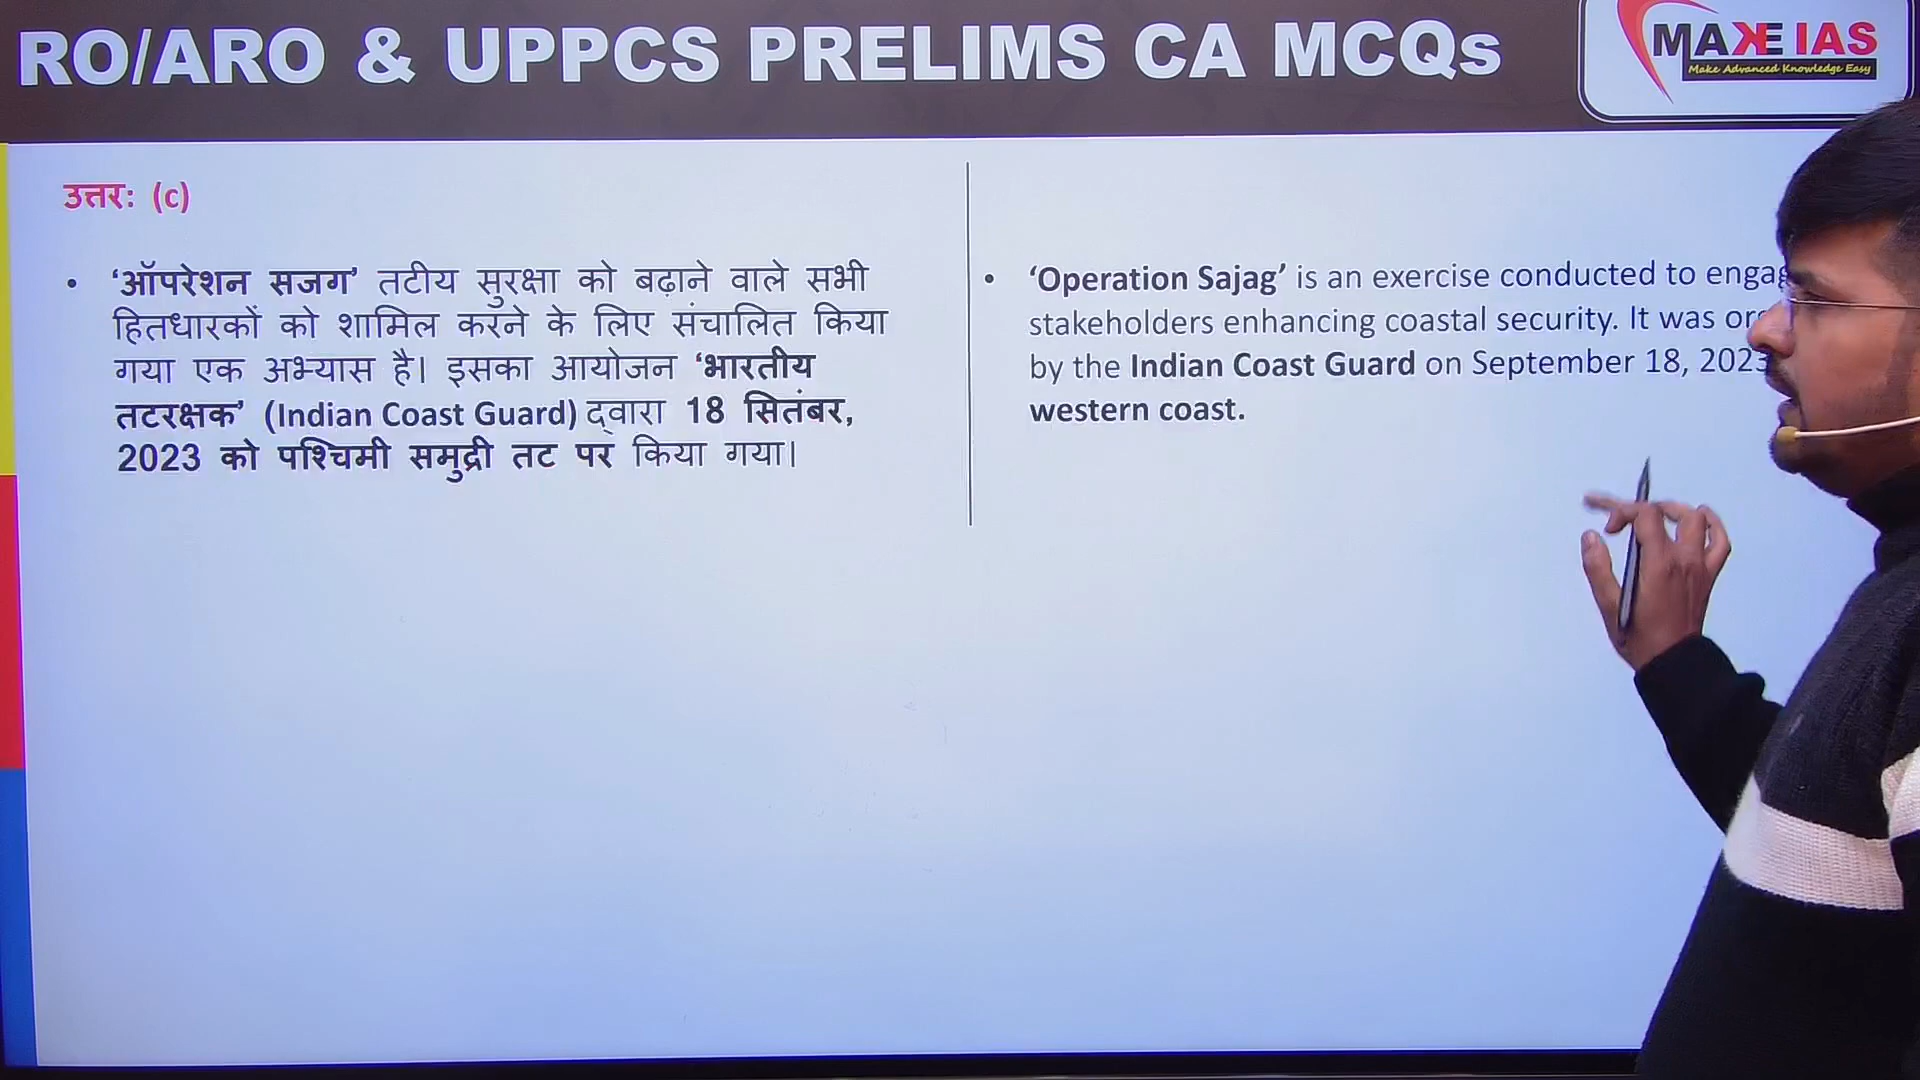 RO/ARO & UPPCS PRELIMS CA MCQs
MAKE IAS
Make Advanced Knowledge Easy
उत्तरः (c)
• ‘ऑपरेशन सजग’ तटीय सुरक्षा को बढ़ाने वाले सभी
हितधारकों को शामिल करने के लिए संचालित किया
गया एक अभ्यास है। इसका आयोजन ‘भारतीय
तटरक्षक’ (Indian Coast Guard) द्वारा 18 सितंबर,
2023 को पश्चिमी समुद्री तट पर किया गया।
• ‘Operation Sajag’ is an exercise conducted to
stakeholders enhancing coastal security. It was
by the Indian Coast Guard on September 18, 2023
western coast.